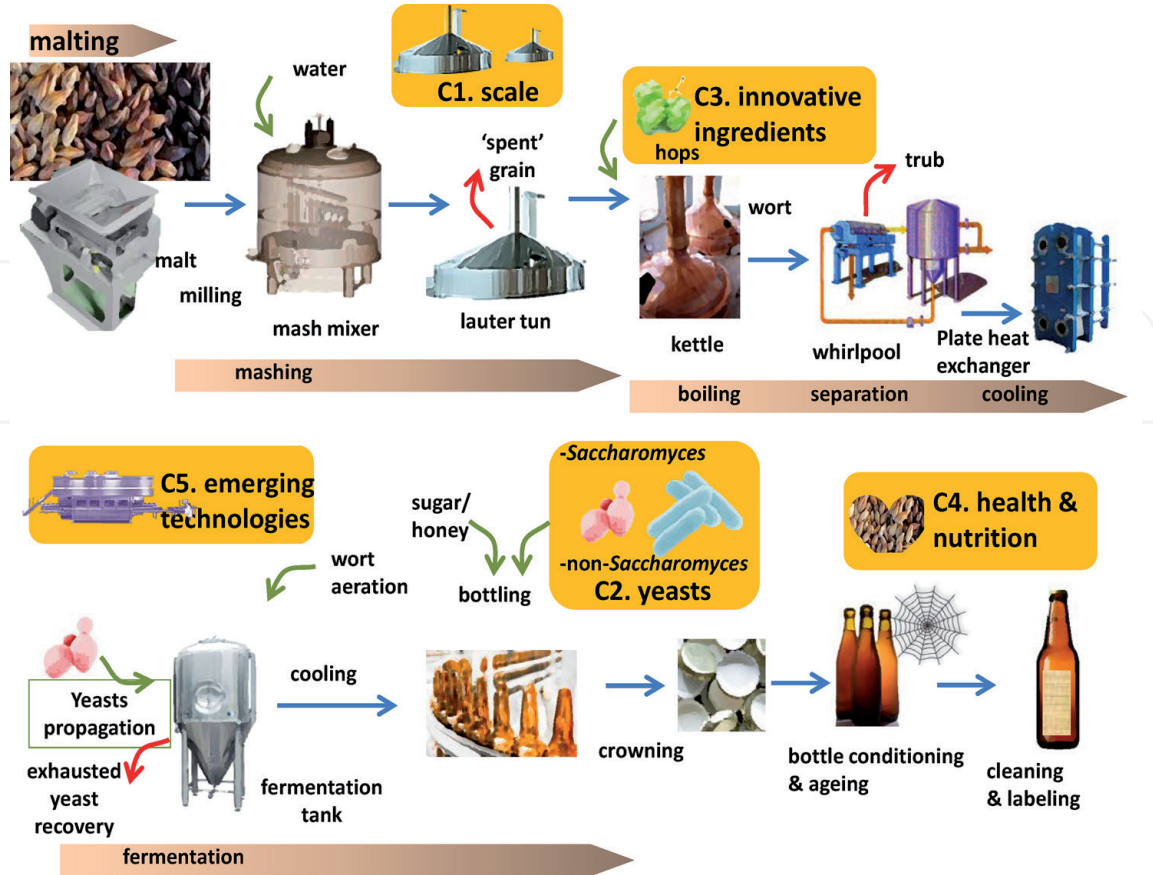 malting
water
C1. scale
'spent'
grain
C3. innovative
ingredients
hops
trub
wort
malt
milling
mash mixer
lauter tun
kettle
whirlpool
Plate heat
exchanger
mashing
boiling
separation
cooling
C5. emerging
technologies
wort
aeration
sugar/
honey
bottling
-Saccharomyces
-non-Saccharomyces
C2. yeasts
C4. health &
nutrition
Yeasts
propagation
exhausted
yeast
recovery
cooling
fermentation
tank
crowning
bottle conditioning
& ageing
cleaning
& labeling
fermentation